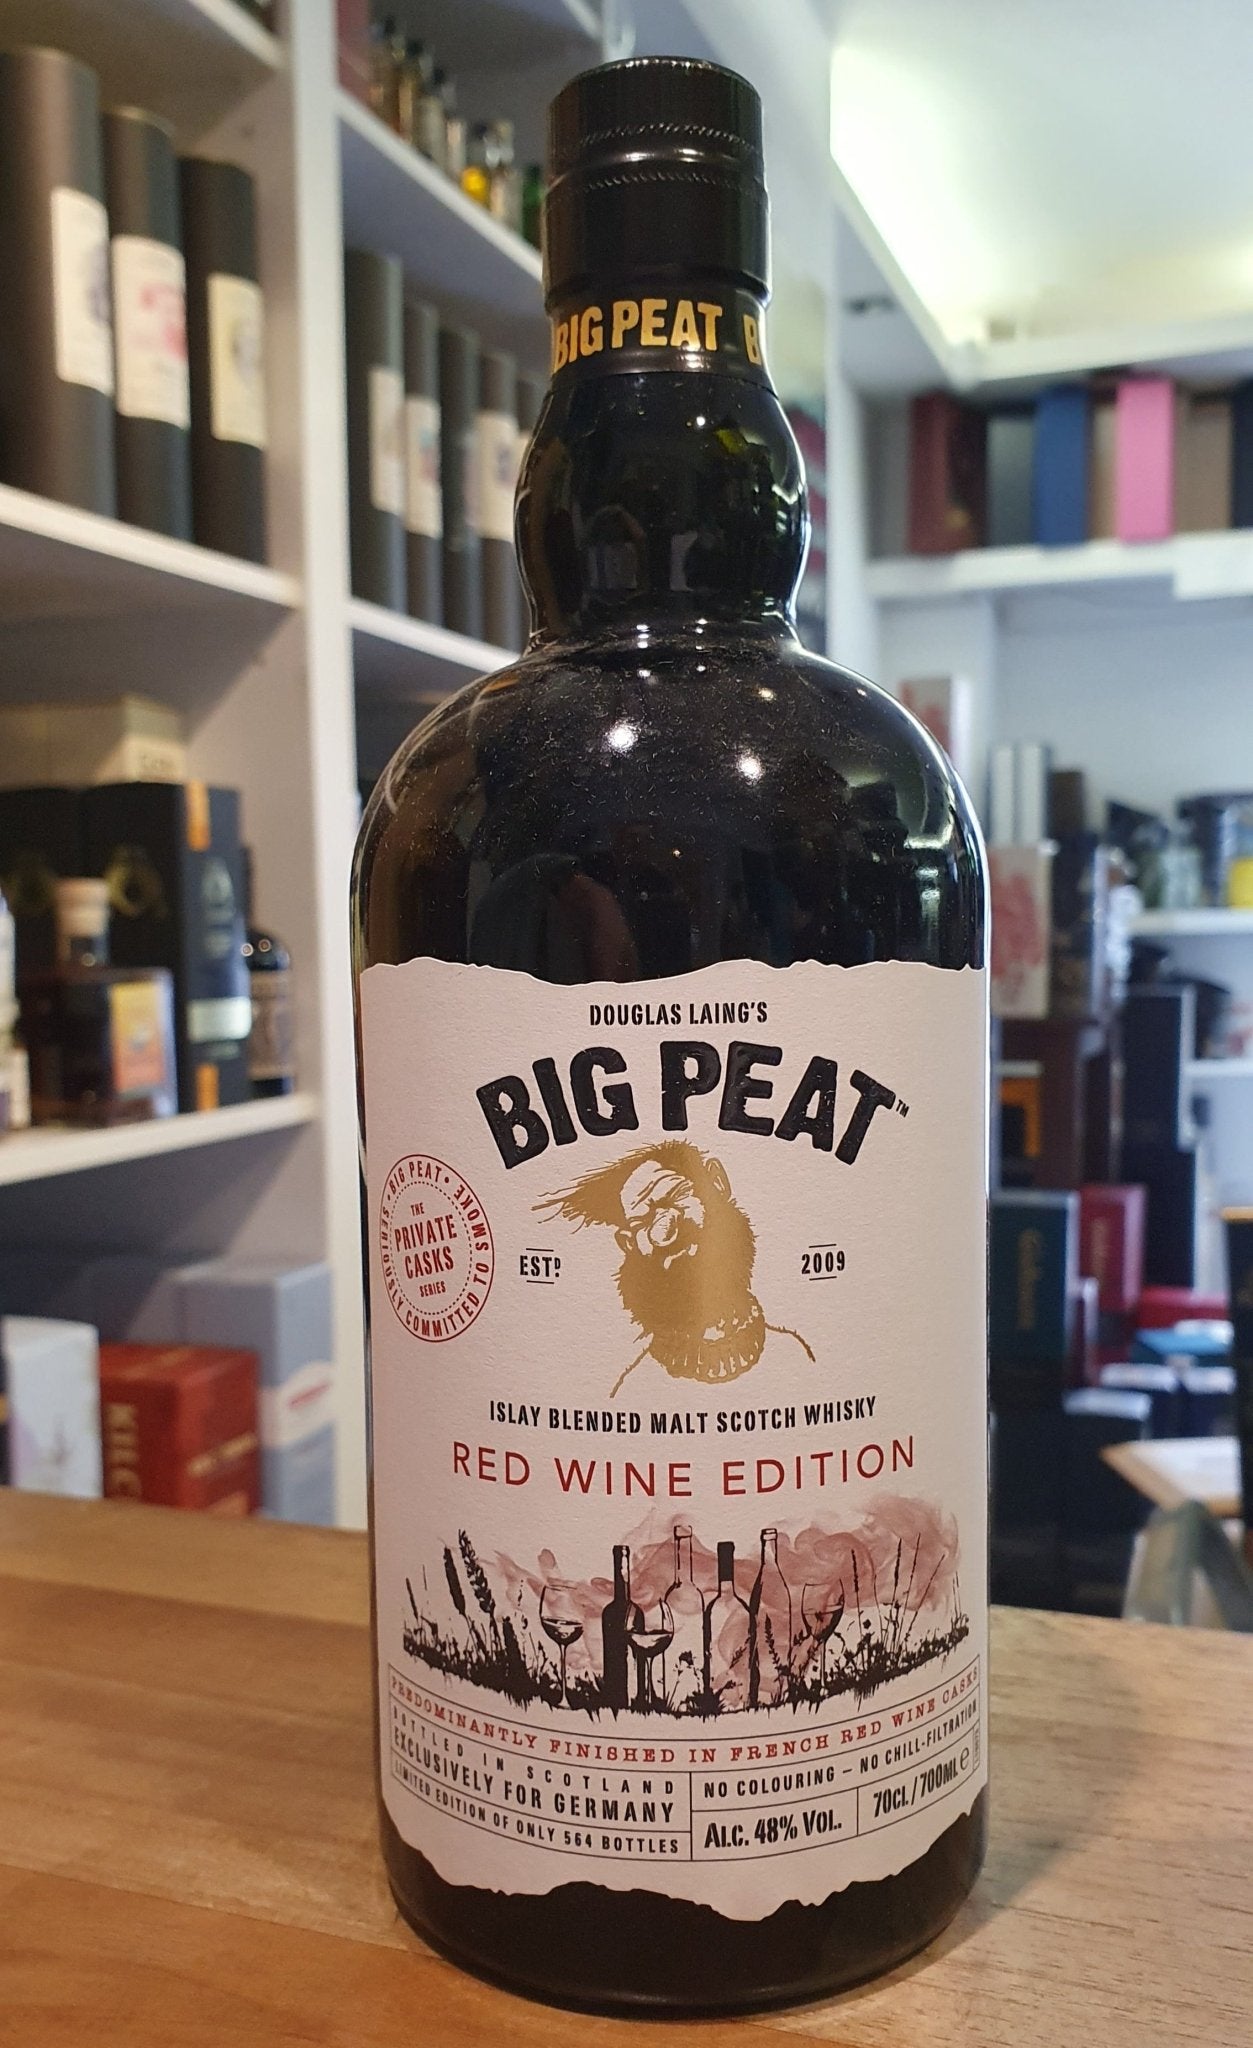 BIG PEAT B
DOUGLAS LAING'S
BIG PEAT™
BIG PEAT • SERIOUSLY COMMITTED TO SMOKE •
THE
PRIVATE
CASKS
SERIES
ESTD
2009
ISLAY BLENDED MALT SCOTCH WHISKY
RED WINE EDITION
PREDOMINANTLY FINISHED IN FRENCH RED WINE CASKS
BOTTLED IN SCOTLAND
EXCLUSIVELY FOR GERMANY
LIMITED EDITION OF ONLY 564 BOTTLES
NO COLOURING – NO CHILL-FILTRATION
ALC. 48% VOL.
70CL./700ML e
KILC